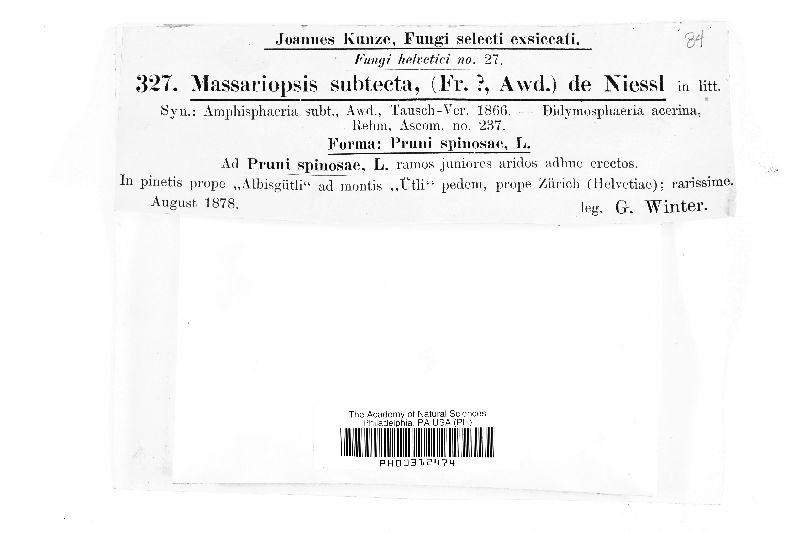 Joannes Kunze, Fungi selecti exsiccati.
84
Fungi helvetici no. 27.
327. Massariopsis subtecta, (Fr. ?, Awd.) de Niessl in litt.
Syn.: Amphisphaeria subt., Awd., Tausch-Ver. 1866. — Didymosphaeria acerina,
Rehm, Ascom. no. 237.
Forma: Pruni spinosae, L.
Ad Pruni spinosae, L. ramos juniores aridos adhuc erectos.
In pinetis prope „Albisgütli“ ad montis „Ütli“ pedem, prope Zürich (Helvetiae); rarissime.
August 1878.
leg. G. Winter.
The Academy of Natural Sciences
Philadelphia, PA USA (PH)
PH00312474